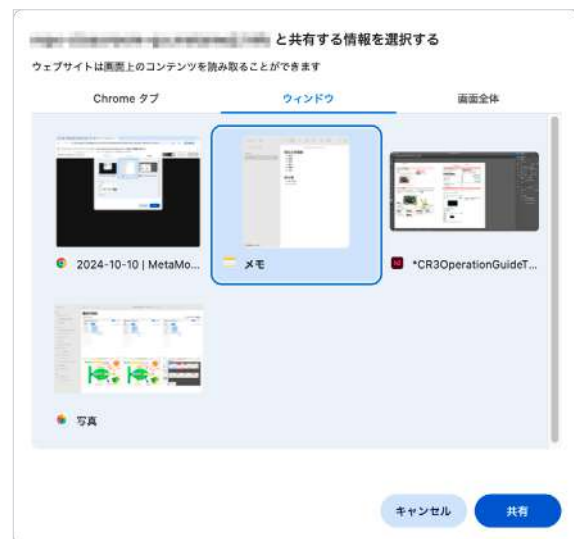 と共有する情報を選択する
ウェブサイトは画面上のコンテンツを読み取ることができます
Chrome タブ
ウィンドウ
画面全体
2024-10-10 | MetaMo...
メモ
*CR3OperationGuideT...
写真
キャンセル
共有